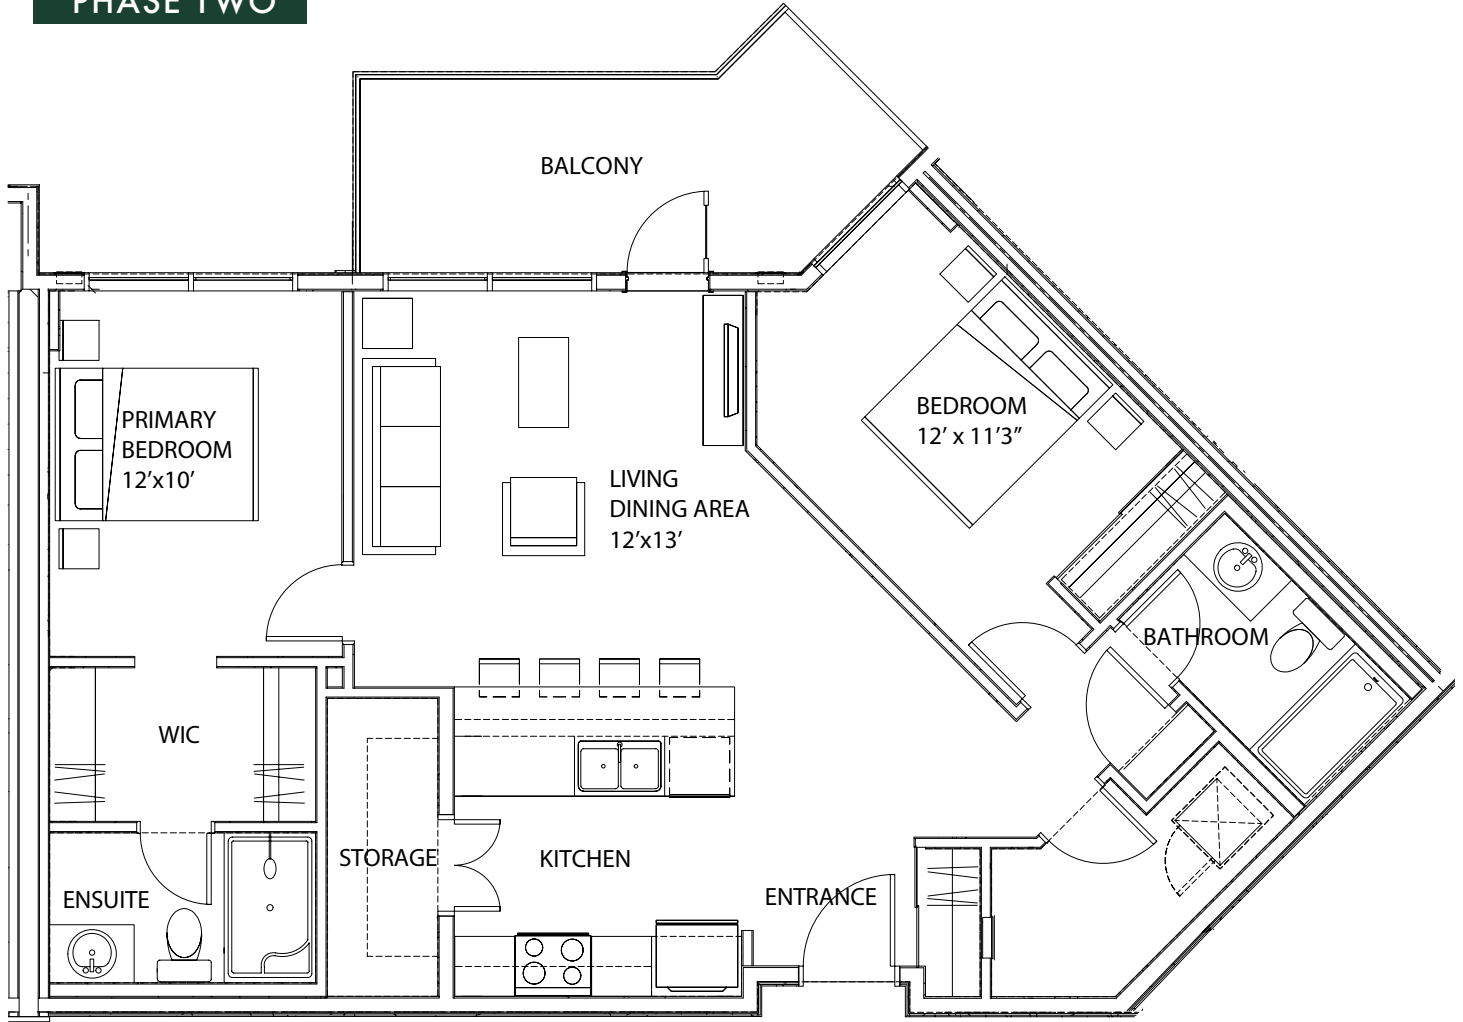 PHASE TWO
BALCONY
PRIMARY
BEDROOM
12’x10’
LIVING
DINING AREA
12’x13’
BEDROOM
12’ x 11’3”
BATHROOM
WIC
STORAGE
KITCHEN
ENSUITE
ENTRANCE